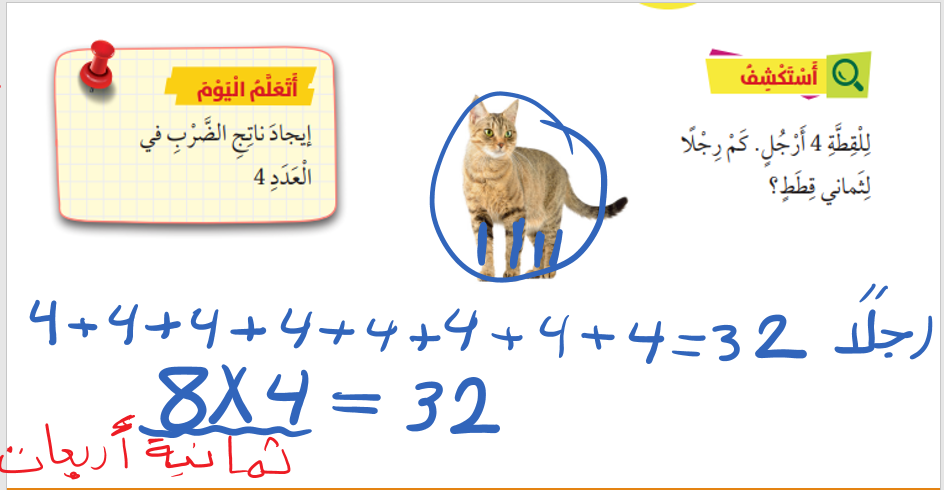 أَسْتَكْشِفُ
لِلْقِطَّةِ 4 أَرْجُلٍ. كَمْ رِجْلًا
لِثَماني قِطَطٍ؟
أَتَعَلَّمُ الْيَوْمَ
إيجادَ ناتِجِ الضَّرْبِ في
الْعَدَدِ 4
4+4+4+4+4+4+4+4=32 رجلاً
8X4=32
ثمانية أربعات